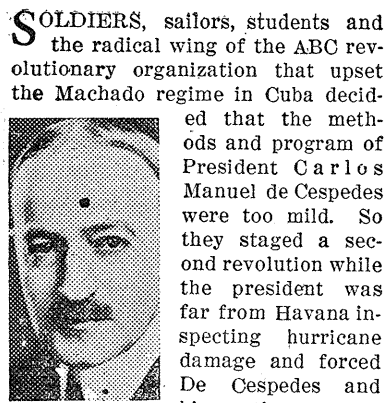 SOLDIERS, sailors, students and
the radical wing of the ABC rev-
olutionary organization that upset
the Machado regime in Cuba decid-
ed that the meth-
ods and program of
President Carlos
Manuel de Cespedes
were too mild. So
they staged a sec-
ond revolution while
the president was
far from Havana in-
specting hurricane
damage and forced
De Cespedes and